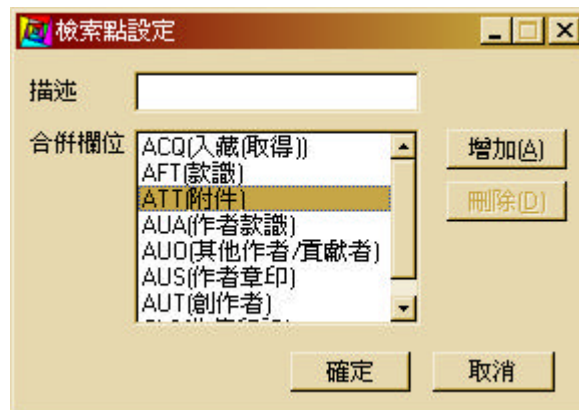 檢索點設定
描述
合併欄位
ACQ(入藏(取得))
AFT(款識)
ATT(附件)
AUA(作者款識)
AUO(其他作者/貢獻者)
AUS(作者章印)
AUT(創作者)
增加(A)
刪除(D)
確定
取消